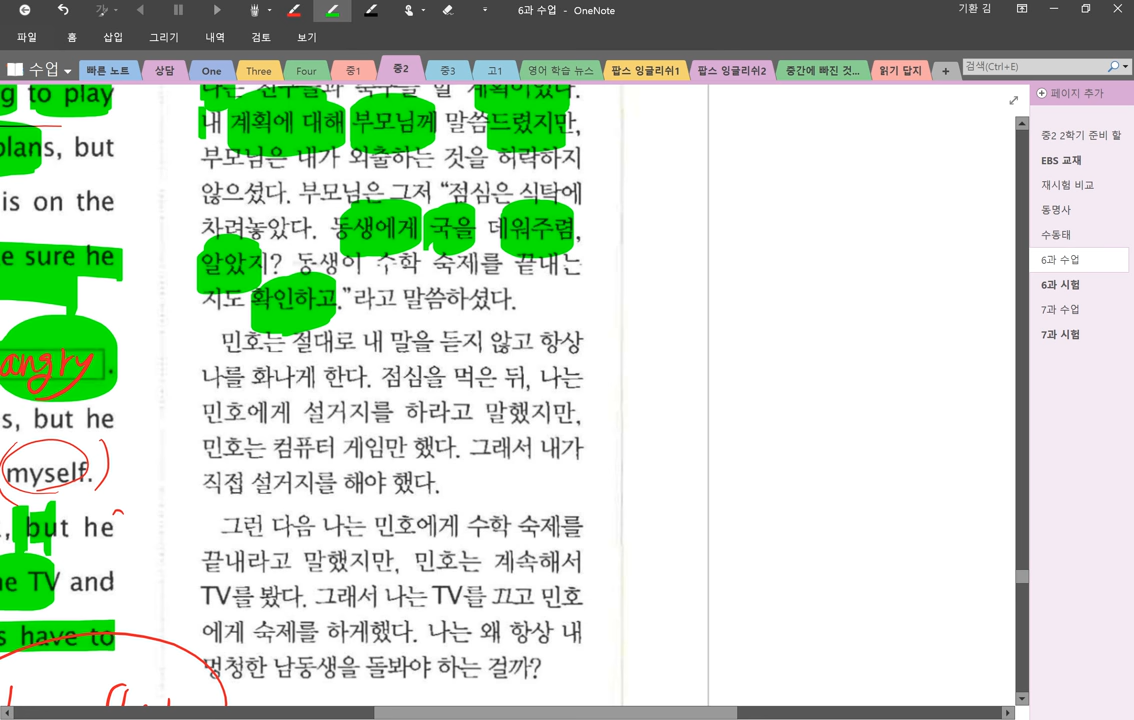 6과 수업 - OneNote
기환 김
파일 홈 삽입 그리기 내역 검토 보기
수업 빠른 노트 상담 One Three Four 중1 중2 중3 고1 영어 학습 뉴스 팝스 잉글리쉬1 팝스 잉글리쉬2 중간에 빠진 것... 읽기 답지 +
검색(Ctrl+E)
페이지 추가
중2 2학기 준비 할
EBS 교재
재시험 비교
동명사
수동태
6과 수업
6과 시험
7과 수업
7과 시험
g to play
plans, but
is on the
e sure he
angry.
s, but he
myself.
, but he
he TV and
s have to
나는 친구들과 축구를 할 계획이었다.
내 계획에 대해 부모님께 말씀드렸지만,
부모님은 내가 외출하는 것을 허락하지
않으셨다. 부모님은 그저 “점심은 식탁에
차려놓았다. 동생에게 국을 데워주렴,
알았지? 동생이 수학 숙제를 끝내는
지도 확인하고.”라고 말씀하셨다.
민호는 절대로 내 말을 듣지 않고 항상
나를 화나게 한다. 점심을 먹은 뒤, 나는
민호에게 설거지를 하라고 말했지만,
민호는 컴퓨터 게임만 했다. 그래서 내가
직접 설거지를 해야 했다.
그런 다음 나는 민호에게 수학 숙제를
끝내라고 말했지만, 민호는 계속해서
TV를 봤다. 그래서 나는 TV를 끄고 민호
에게 숙제를 하게했다. 나는 왜 항상 내
멍청한 남동생을 돌봐야 하는 걸까?